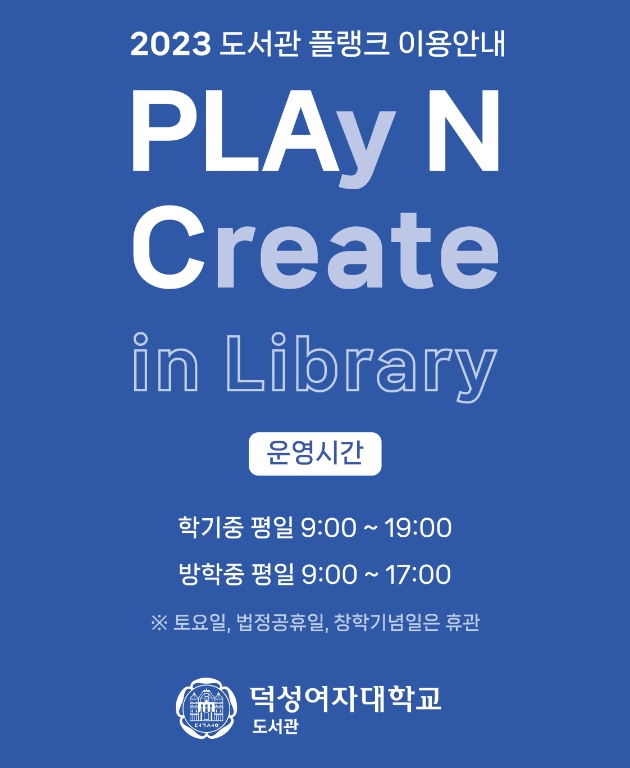 2023 도서관 플랭크 이용안내
PLAy N
Create
in Library
운영시간
학기중 평일 9:00 ~ 19:00
방학중 평일 9:00 ~ 17:00
※ 토요일, 법정공휴일, 창학기념일은 휴관
덕성여자대학교
도서관